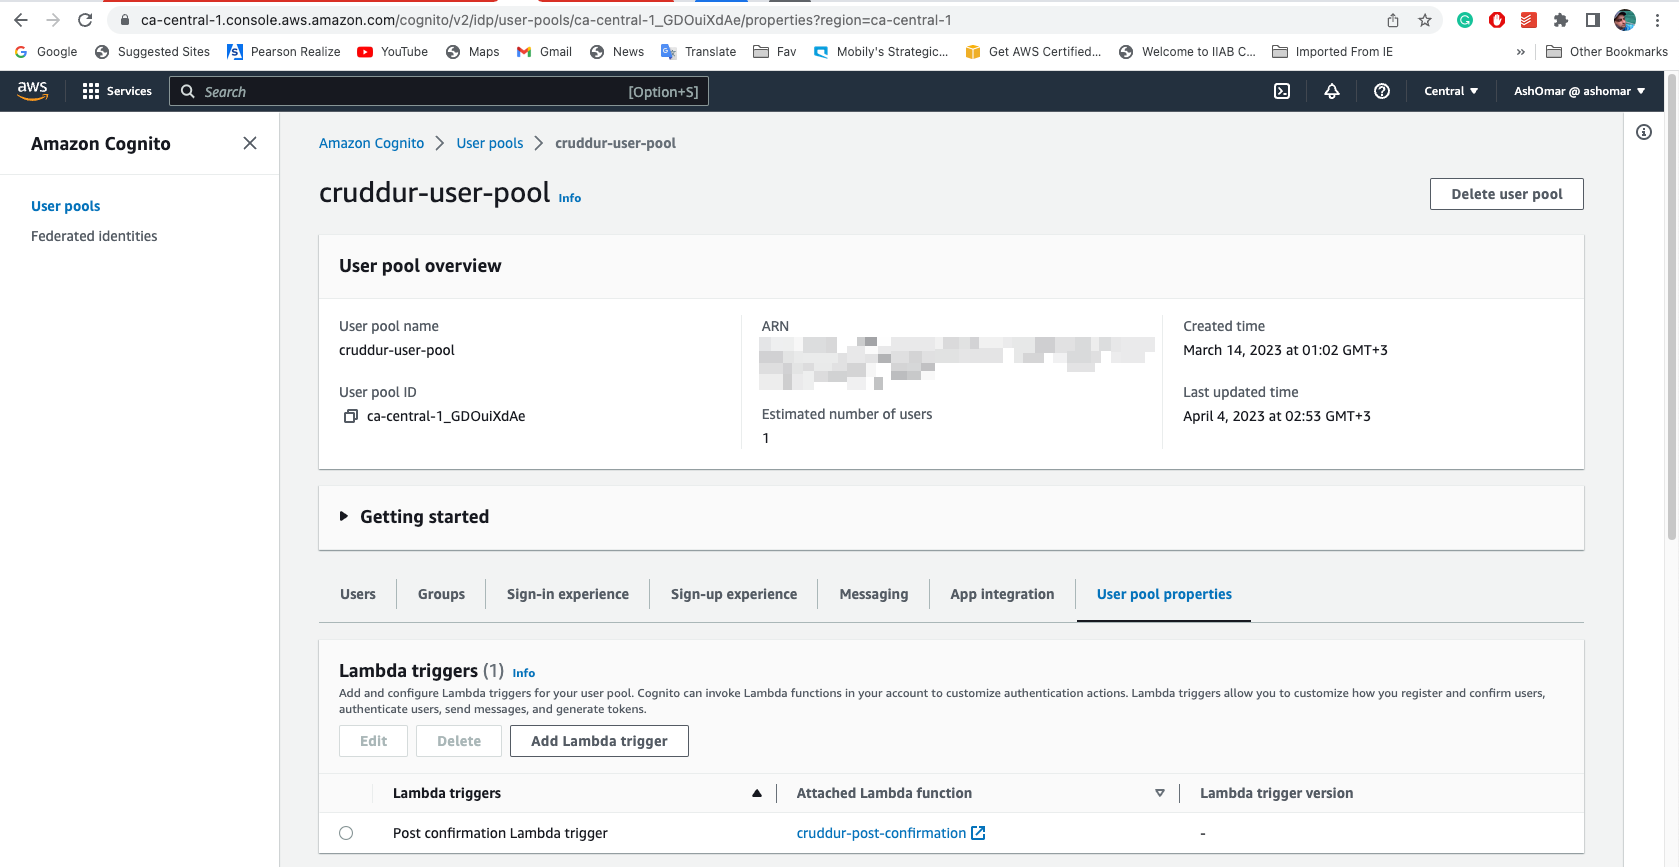 ca-central-1.console.aws.amazon.com/cognito/v2/idp/user-pools/ca-central-1_GDOuiXdAe/properties?region=ca-central-1
Google Suggested Sites Pearson Realize YouTube Maps Gmail News Translate Fav Mobily's Strategic... Get AWS Certified... Welcome to IIAB C... Imported From IE » Other Bookmarks
aws Services Search [Option+S] Central AshOmar @ ashomar
Amazon Cognito
User pools
Federated identities
Amazon Cognito User pools cruddur-user-pool
cruddur-user-pool Info
Delete user pool
User pool overview
User pool name
cruddur-user-pool
User pool ID
ca-central-1_GDOuiXdAe
ARN
Estimated number of users
1
Created time
March 14, 2023 at 01:02 GMT+3
Last updated time
April 4, 2023 at 02:53 GMT+3
Getting started
Users Groups Sign-in experience Sign-up experience Messaging App integration User pool properties
Lambda triggers (1) Info
Add and configure Lambda triggers for your user pool. Cognito can invoke Lambda functions in your account to customize authentication actions. Lambda triggers allow you to customize how you register and confirm users,
authenticate users, send messages, and generate tokens.
Edit Delete Add Lambda trigger
Lambda triggers Attached Lambda function Lambda trigger version
Post confirmation Lambda trigger cruddur-post-confirmation -